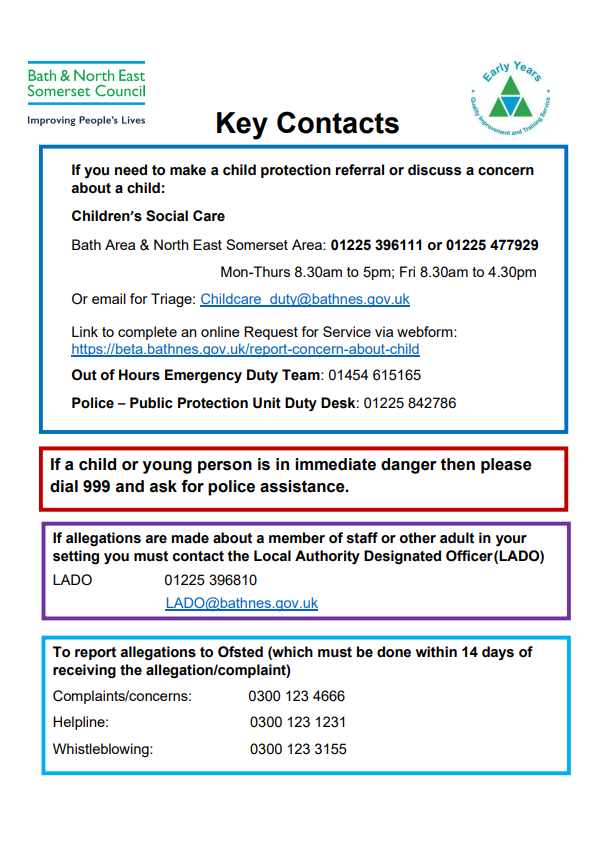 Bath & North East
Somerset Council
Improving People's Lives
Early Years
Quality Improvement and Training Service
Key Contacts
If you need to make a child protection referral or discuss a concern
about a child:
Children's Social Care
Bath Area & North East Somerset Area: 01225 396111 or 01225 477929
Mon-Thurs 8.30am to 5pm; Fri 8.30am to 4.30pm
Or email for Triage: Childcare_duty@bathnes.gov.uk
Link to complete an online Request for Service via webform:
https://beta.bathnes.gov.uk/report-concern-about-child
Out of Hours Emergency Duty Team: 01454 615165
Police – Public Protection Unit Duty Desk: 01225 842786
If a child or young person is in immediate danger then please
dial 999 and ask for police assistance.
If allegations are made about a member of staff or other adult in your
setting you must contact the Local Authority Designated Officer(LADO)
LADO 01225 396810
LADO@bathnes.gov.uk
To report allegations to Ofsted (which must be done within 14 days of
receiving the allegation/complaint)
Complaints/concerns: 0300 123 4666
Helpline: 0300 123 1231
Whistleblowing: 0300 123 3155